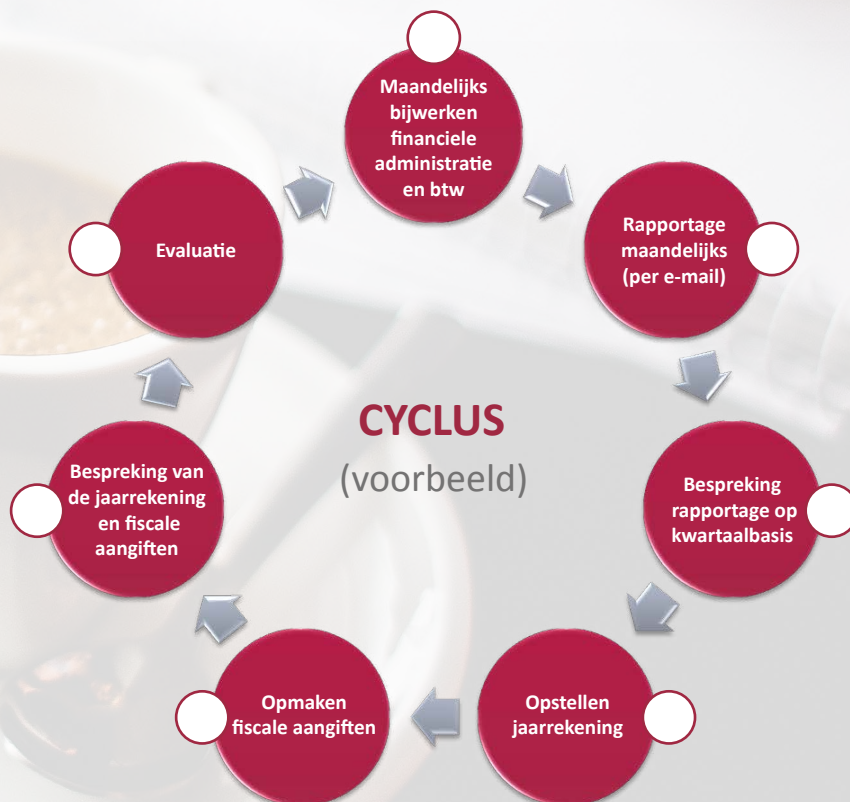 Maandelijks
bijwerken
financiele
administratie
en btw
Rapportage
maandelijks
(per e-mail)
Bespreking
rapportage op
kwartaalbasis
Opstellen
jaarrekening
Opmaken
fiscale aangiften
Bespreking van
de jaarrekening
en fiscale
aangiften
Evaluatie
CYCLUS
(voorbeeld)